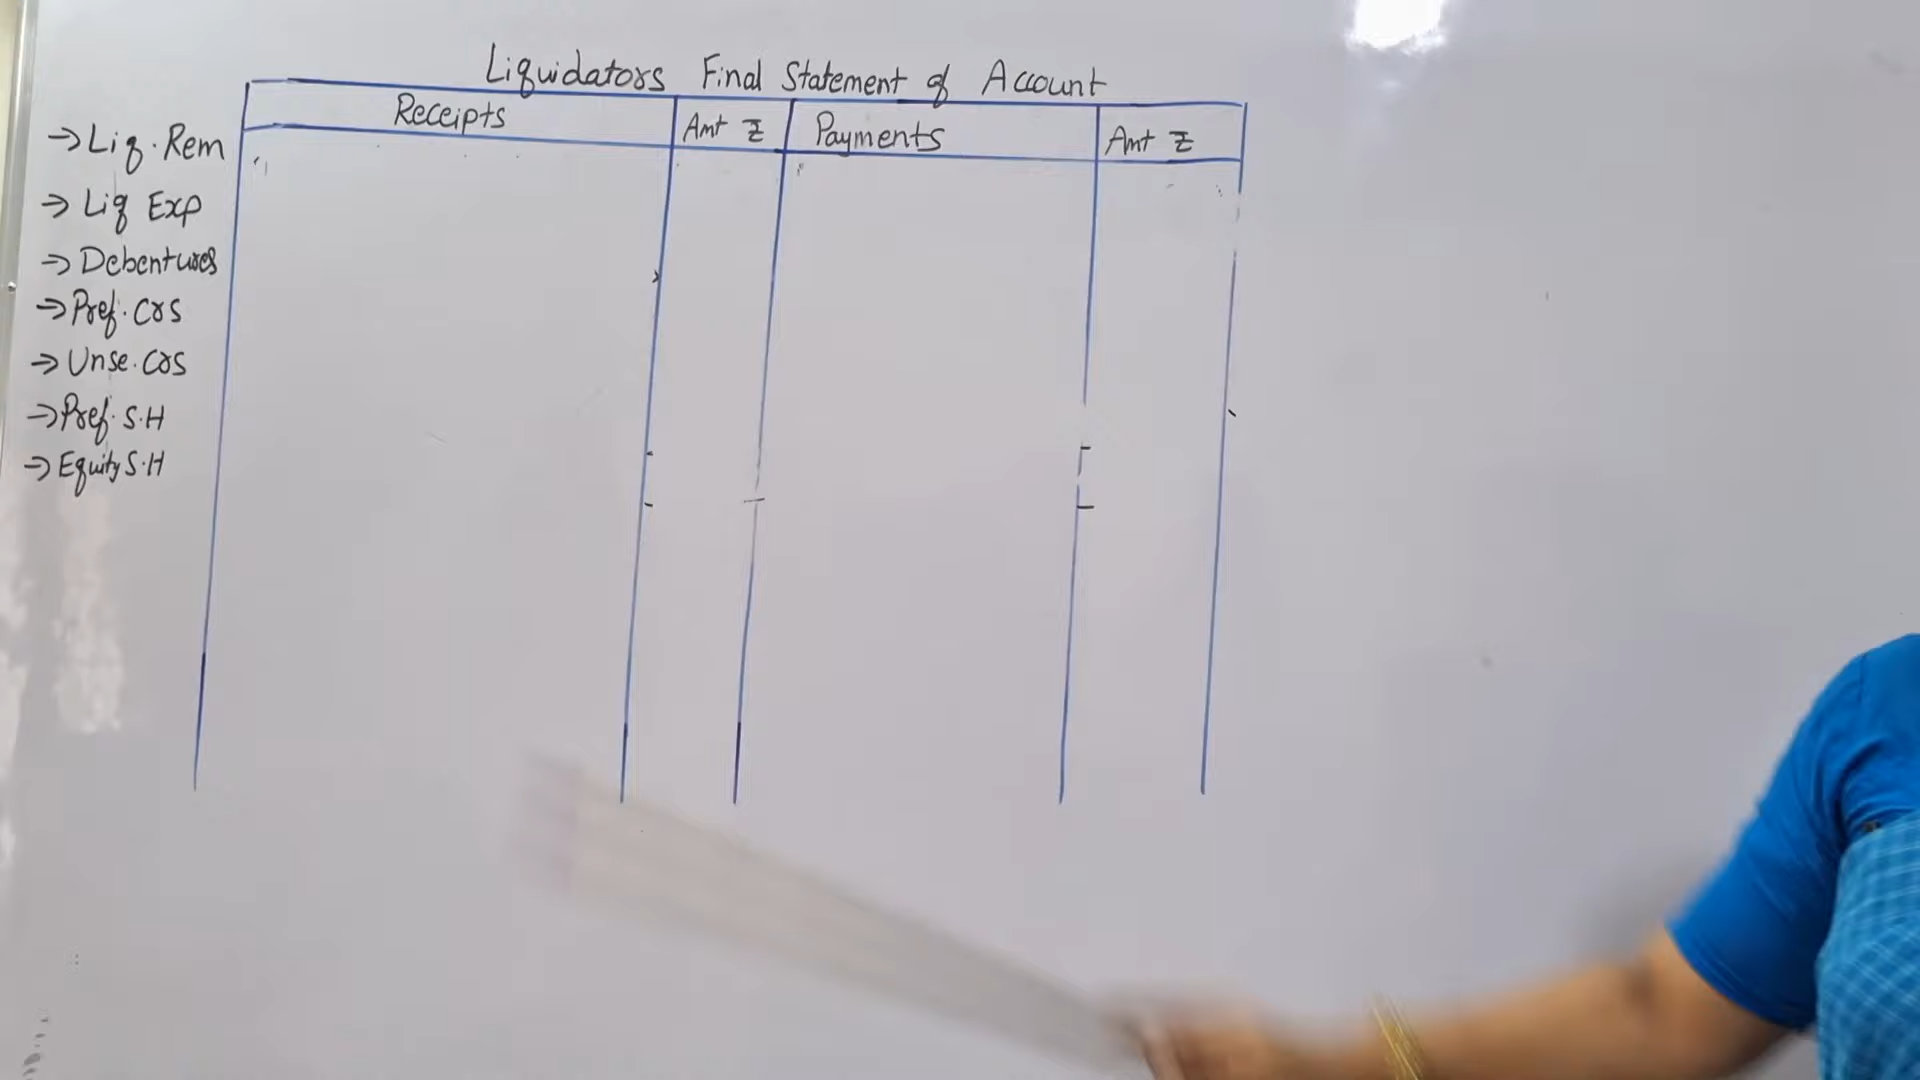 Liquidators Final Statement of Account
Receipts Amt ₹ Payments Amt ₹
→ Liq. Rem
→ Liq Exp
→ Debentures
→ Pref. Crs
→ Unse. Crs
→ Pref. S.H
→ Equity S.H